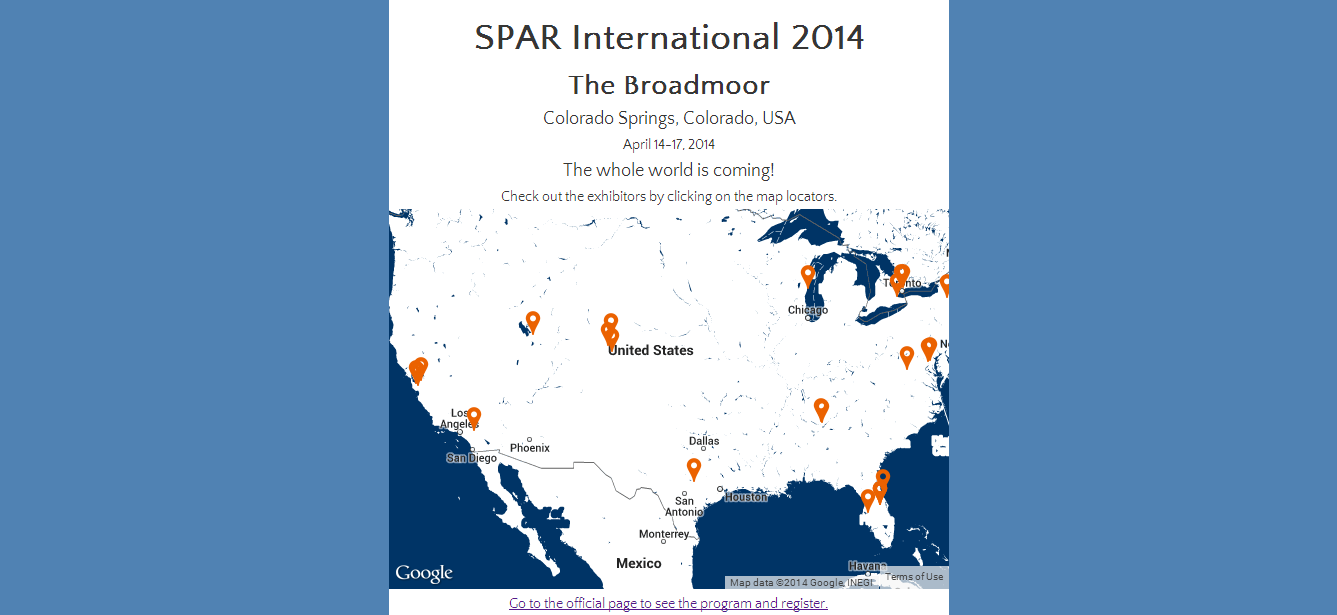 SPAR International 2014
The Broadmoor
Colorado Springs, Colorado, USA
April 14-17, 2014
The whole world is coming!
Check out the exhibitors by clicking on the map locators.
Toronto
Chicago
United States
Los
Angeles
Phoenix
San Diego
Dallas
San
Antonio
Houston
Monterrey
Mexico
Havana
Google
Map data ©2014 Google, INEGI
Terms of Use
Go to the official page to see the program and register.